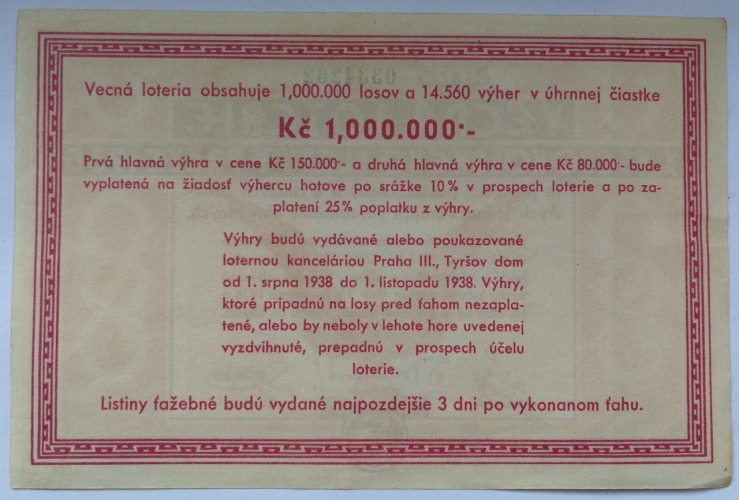 Vecná loteria obsahuje 1,000.000 losov a 14.560 výher v úhrnnej čiastke
Kč 1,000.000·-
Prvá hlavná výhra v cene Kč 150.000·- a druhá hlavná výhra v cene Kč 80.000·- bude
vyplatená na žiadosť výhercu hotove po srážke 10% v prospech loterie a po za-
platení 25% poplatku z výhry.
Výhry budú vydávané alebo poukazované
loternou kanceláriou Praha III., Tyršov dom
od 1. srpna 1938 do 1. listopadu 1938. Výhry,
ktoré pripadnú na losy pred ťahom nezapla-
tené, alebo by neboly v lehote hore uvedenej
vyzdvihnuté, prepadnú v prospech účelu
loterie.
Listiny ťažebné budú vydané najpozdejšie 3 dni po vykonanom ťahu.